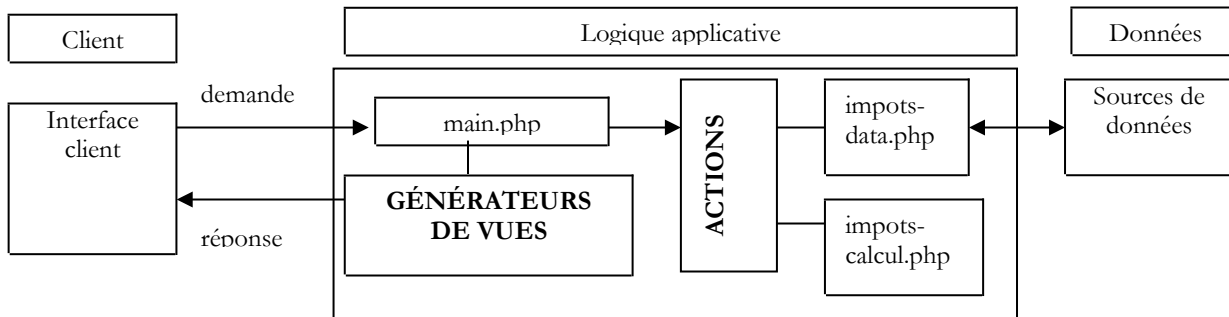 Client
Logique applicative
Données
demande
Interface
client
main.php
ACTIONS
impots-
data.php
Sources de
données
GÉNÉRATEURS
DE VUES
réponse
impots-
calcul.php